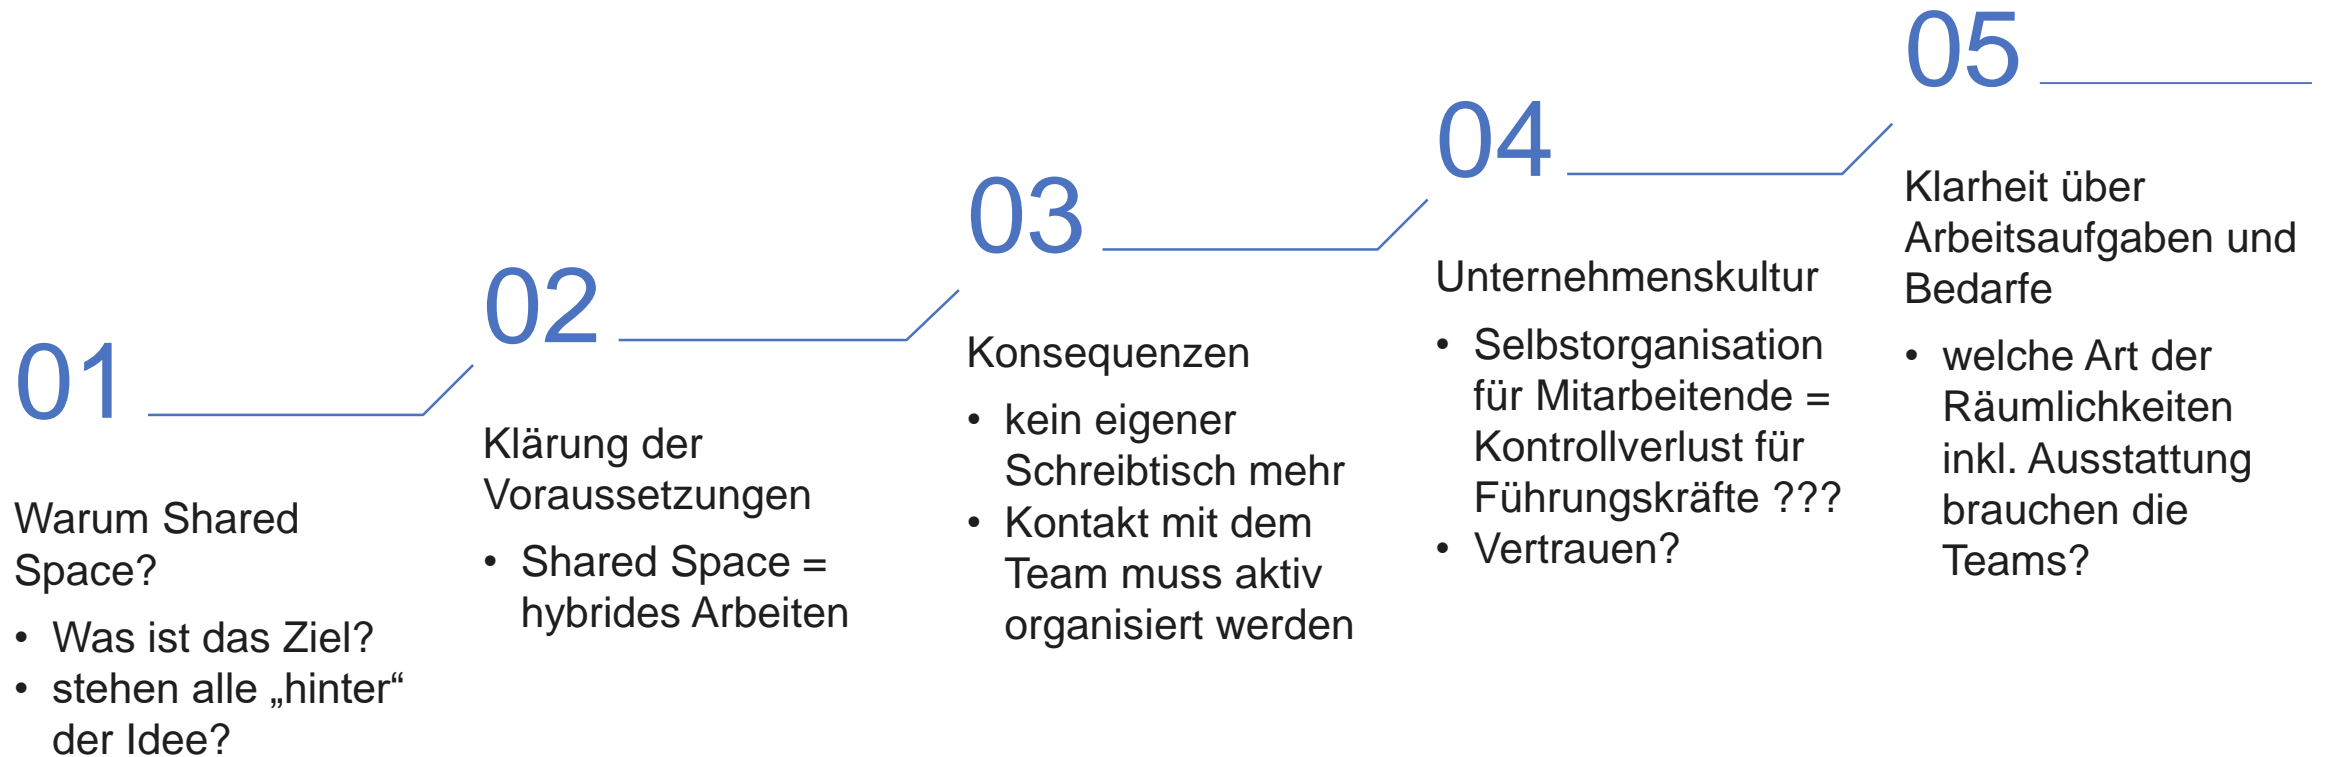 01
Warum Shared
Space?
• Was ist das Ziel?
• stehen alle „hinter“
der Idee?
02
Klärung der
Voraussetzungen
• Shared Space =
hybrides Arbeiten
03
Konsequenzen
• kein eigener
Schreibtisch mehr
• Kontakt mit dem
Team muss aktiv
organisiert werden
04
Unternehmenskultur
• Selbstorganisation
für Mitarbeitende =
Kontrollverlust für
Führungskräfte ???
• Vertrauen?
05
Klarheit über
Arbeitsaufgaben und
Bedarfe
• welche Art der
Räumlichkeiten
inkl. Ausstattung
brauchen die
Teams?